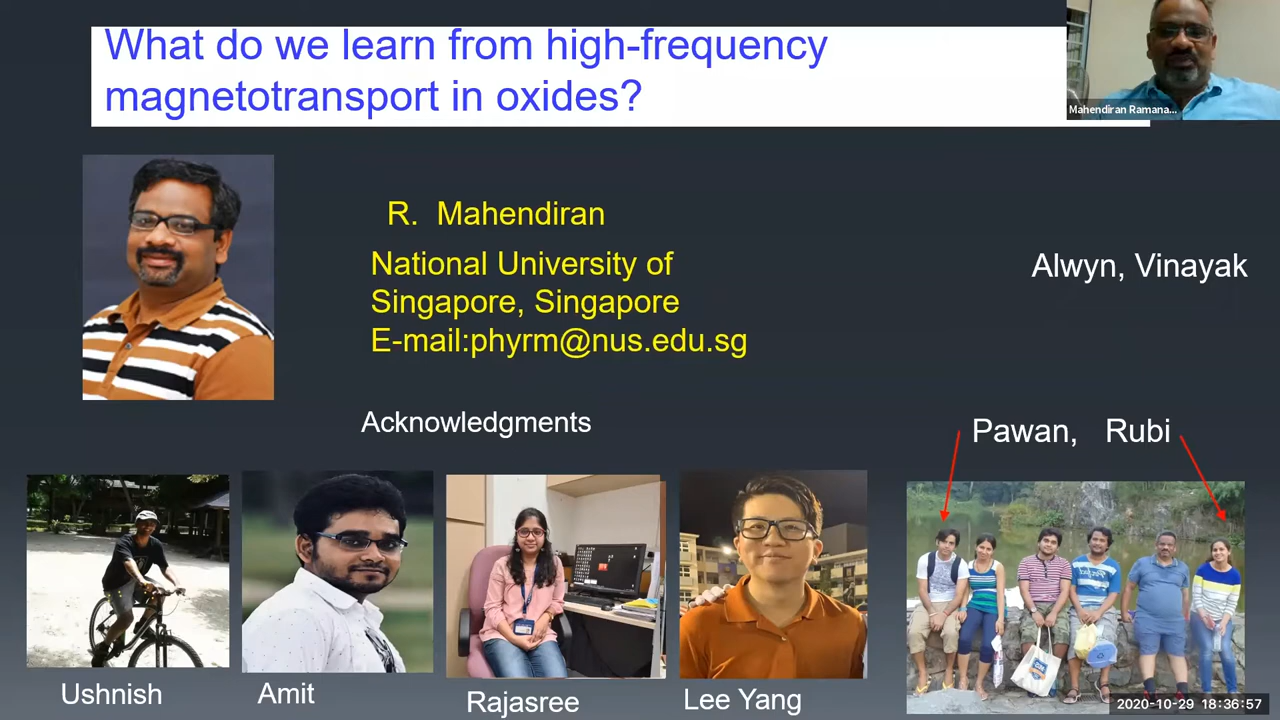 What do we learn from high-frequency
magnetotransport in oxides?
Mahendiran Ramana...
R. Mahendiran
National University of
Singapore, Singapore
E-mail:phyrm@nus.edu.sg
Alwyn, Vinayak
Acknowledgments
Pawan, Rubi
Ushnish
Amit
Rajasree
Lee Yang
2020-10-29 18:36:57